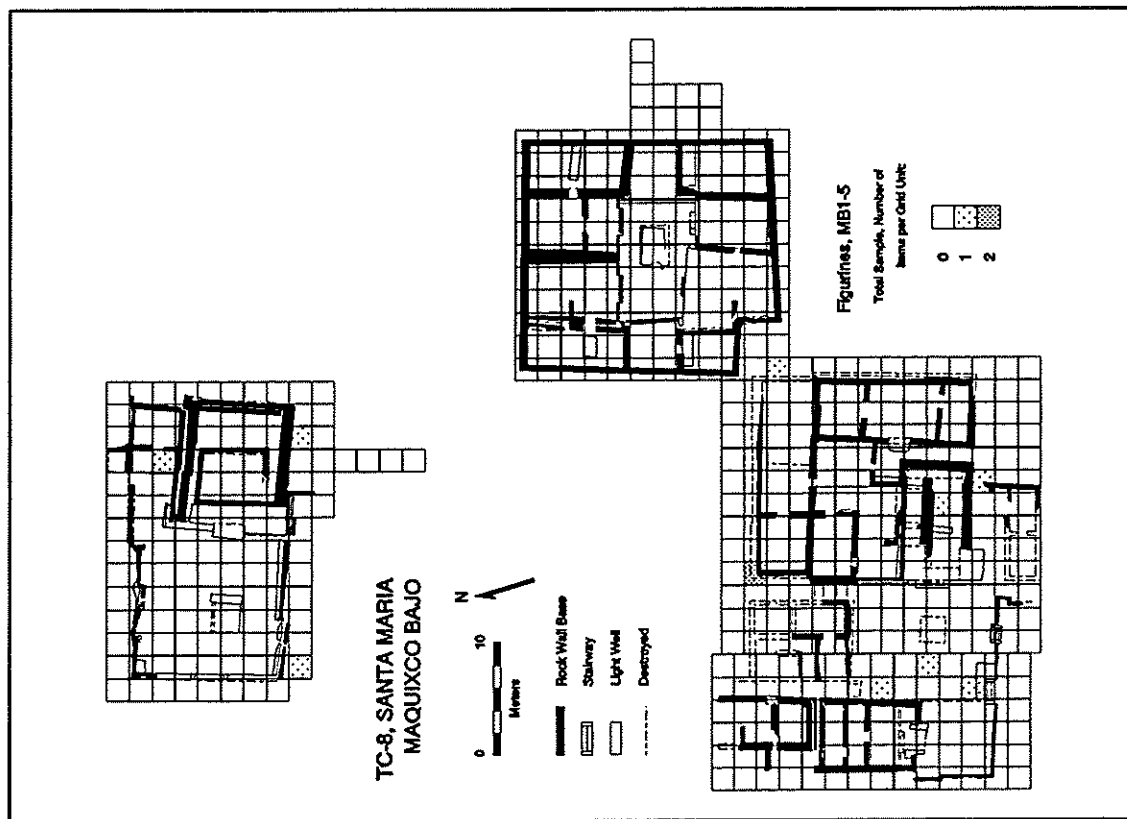 TC-8, SANTA MARIA
MAQUIXCO BAJO
N
0 10
Meters
Rock Wall Base
Stairway
Light Well
Destroyed
Figurines, MB1-5
Total Sample, Number of
Items per Grid Unit:
0
1
2